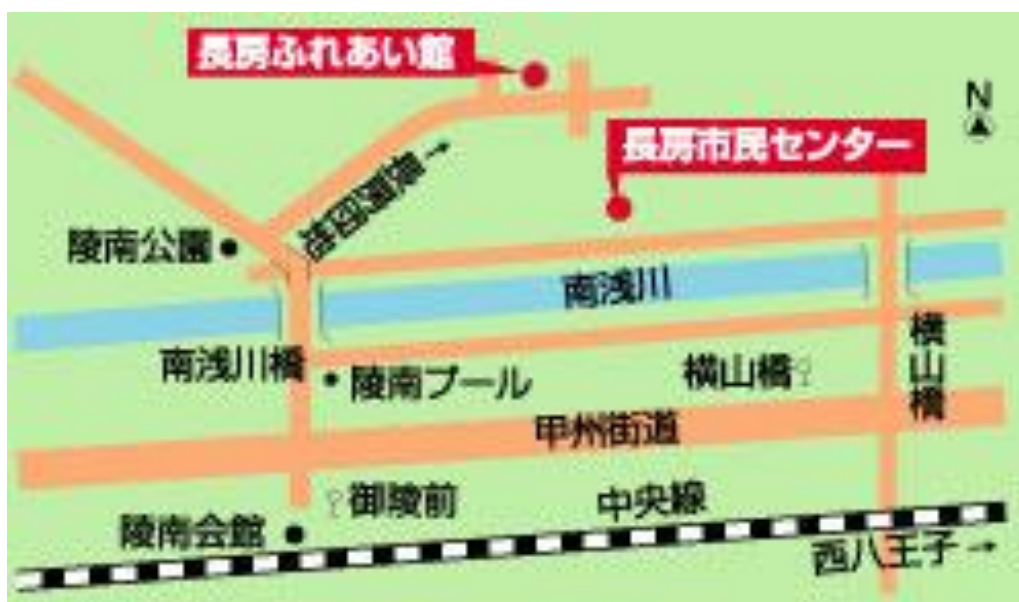 長房ふれあい館
N
長房市民センター
陵南公園
南浅川
南浅川橋
陵南プール
横山橋
横山橋
甲州街道
御陵前
中央線
陵南会館
西八王子→